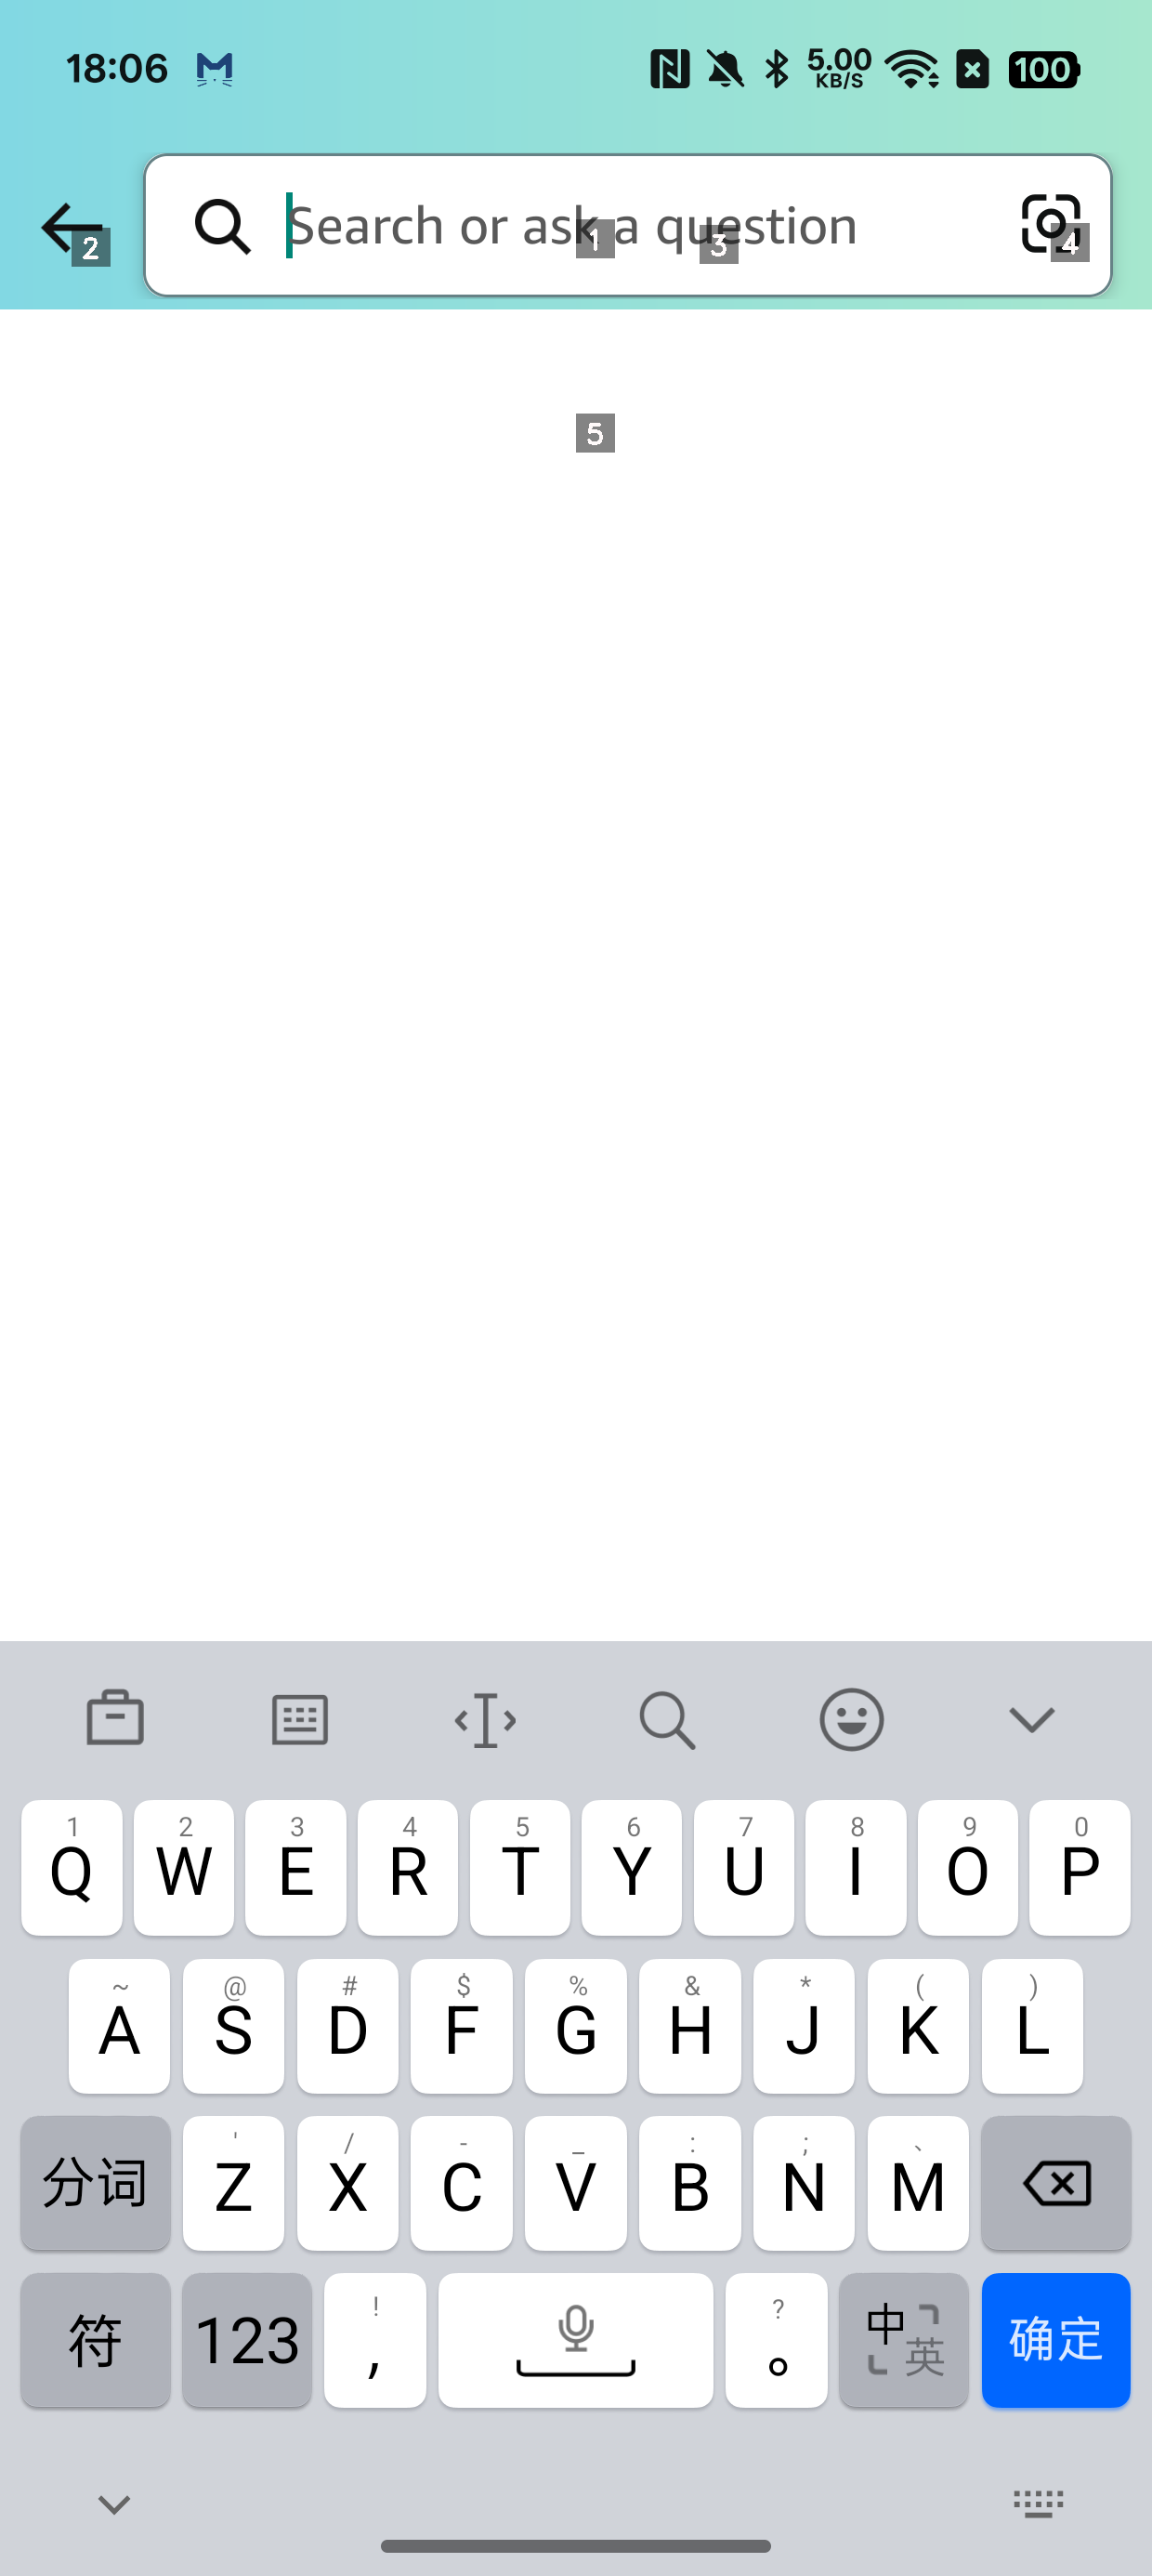 18:06
5.00
KB/S
100
Search or ask a question
2
1
3
4
5
1 2 3 4 5 6 7 8 9 0
Q W E R T Y U I O P
~ @ # $ % & * ( )
A S D F G H J K L
' / - _ : ; 、
分词 Z X C V B N M
! ?
符 123 , 。 中 英 确定